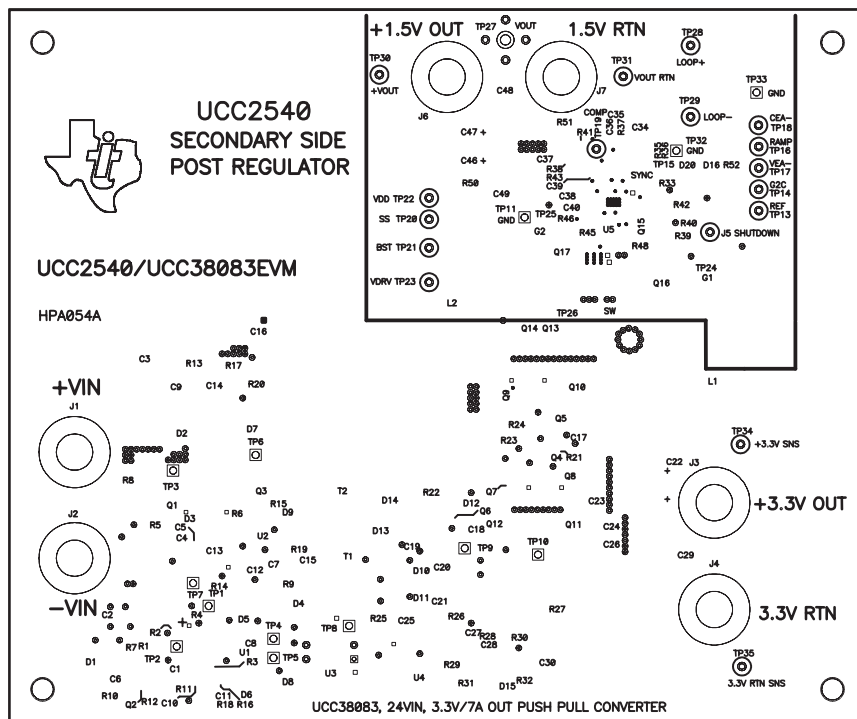 +1.5V OUT
TP27
VOUT
1.5V RTN
TP28
LOOP+
TP30
+VOUT
TP31
VOUT RTN
J7
J6
C48
TP33
GND
UCC2540
SECONDARY SIDE
POST REGULATOR
TP29
LOOP-
COMP
TP19
C35
C36
R37
C34
R51
R41
CEA-
TP18
C47 +
C46 +
C37
R38
R43
C39
R35
R36
TP32
GND
TP15
D20
D16
R52
RAMP
TP16
VEA-
TP17
SYNC
R50
C49
C38
C40
R33
R42
G2C
TP14
VDD TP22
SS TP20
TP11
GND
TP25
R46
R45
U5
Q15
R40
R39
REF
TP13
J5 SHUTDOWN
G2
BST TP21
Q17
R48
TP24
G1
UCC2540/UCC38083EVM
VDRV TP23
Q16
L2
TP26
SW
HPA054A
C16
Q14
Q13
C3
R13
R17
L1
+VIN
C9
C14
R20
Q9
Q10
J1
R24
Q5
D2
D7
TP6
R23
C17
TP34
+3.3V SNS
Q4
R21
R8
TP3
Q8
C22
+
+
J3
+3.3V OUT
Q1
Q3
T2
D14
R22
Q7
D12
Q6
C23
J2
R5
D3
C5
C4
R6
R15
D9
U2
D13
C18
Q12
Q11
C24
C26
C13
R19
C15
T1
C19
D10
C20
TP9
TP10
C29
J4
R14
C12
C7
R9
-VIN
TP7
TP1
D4
D11
C21
C25
R27
3.3V RTN
C2
+
R4
D5
TP4
TP8
R25
R26
C27
R2
R7
R1
TP2
C8
U1
TP5
R3
R28
C28
R30
D1
C1
D8
U3
U4
R29
C30
TP35
3.3V RTN SNS
C6
R10
Q2
R12
R11
C10
C11
R18
D6
R16
R31
D15
R32
UCC38083, 24VIN, 3.3V/7A OUT PUSH PULL CONVERTER